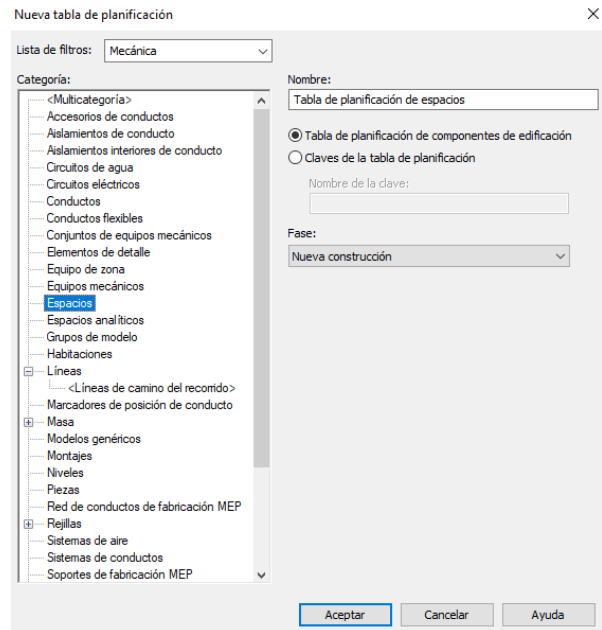 Nueva tabla de planificación
Lista de filtros: Mecánica
Categoría:
<Multicategoría>
Accesorios de conductos
Aislamientos de conducto
Aislamientos interiores de conducto
Circuitos de agua
Circuitos eléctricos
Conductos
Conductos flexibles
Conjuntos de equipos mecánicos
Elementos de detalle
Equipo de zona
Equipos mecánicos
Espacios
Espacios analíticos
Grupos de modelo
Habitaciones
Líneas
<Líneas de camino del recorrido>
Marcadores de posición de conducto
Masa
Modelos genéricos
Montajes
Niveles
Piezas
Red de conductos de fabricación MEP
Rejillas
Sistemas de aire
Sistemas de conductos
Soportes de fabricación MEP
Nombre:
Tabla de planificación de espacios
Tabla de planificación de componentes de edificación
Claves de la tabla de planificación
Nombre de la clave:
Fase:
Nueva construcción
Aceptar Cancelar Ayuda